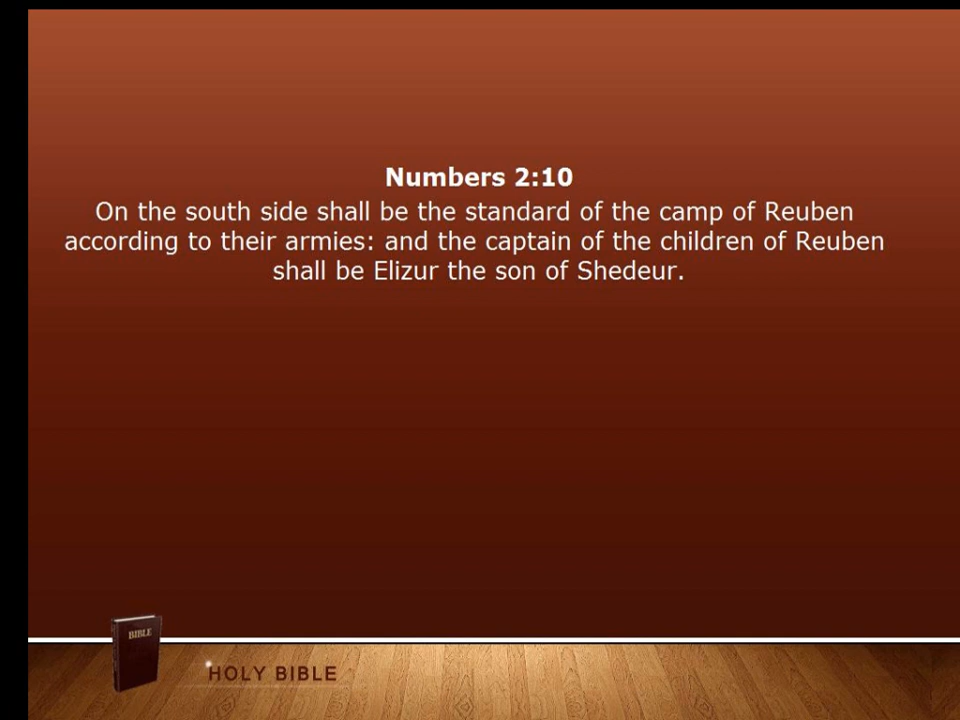 Numbers 2:10
On the south side shall be the standard of the camp of Reuben
according to their armies: and the captain of the children of Reuben
shall be Elizur the son of Shedeur.
BIBLE
HOLY BIBLE